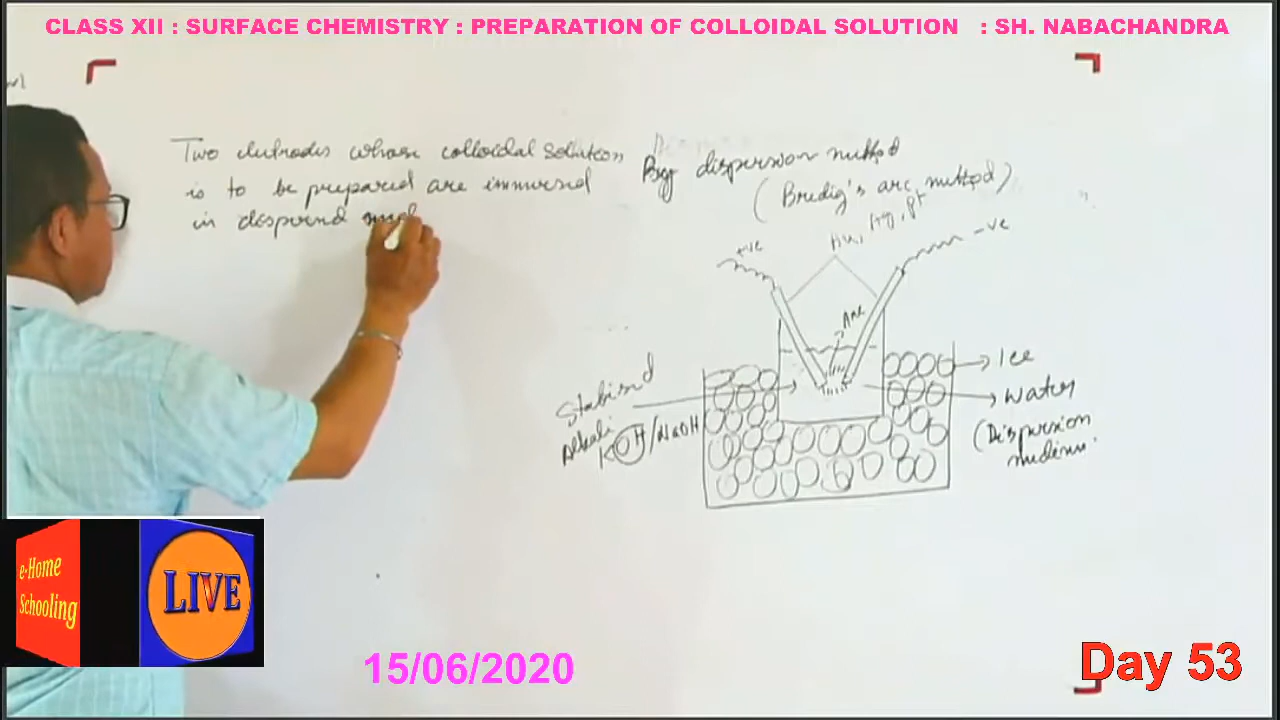 CLASS XII : SURFACE CHEMISTRY : PREPARATION OF COLLOIDAL SOLUTION : SH. NABACHANDRA
Two eletrodes whose colloidal solution
is to be prepared are immersed
in dispersed
By dispersion method
(Bredig's arc method)
Au, Ag, Pt
+ve
-ve
Arc
Ice
Water
(Dispersion
medium.
Alkali
KOH/NaOH
e-Home
Schooling
LIVE
15/06/2020
Day 53